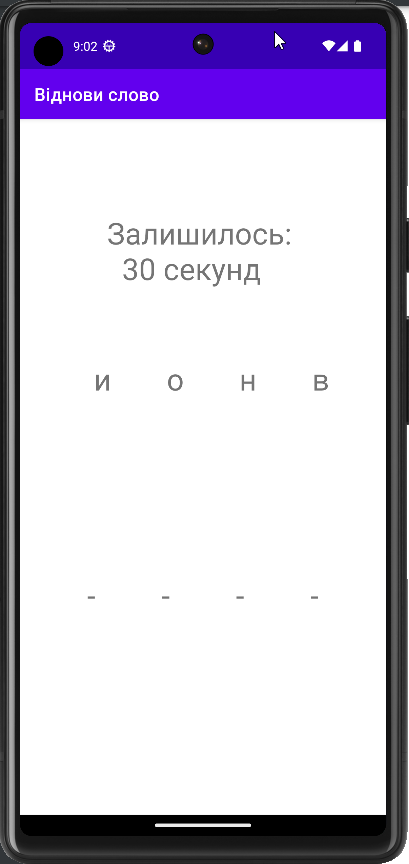 9:02
Віднови слово
Залишилось:
30 секунд
и о н в
- - - -